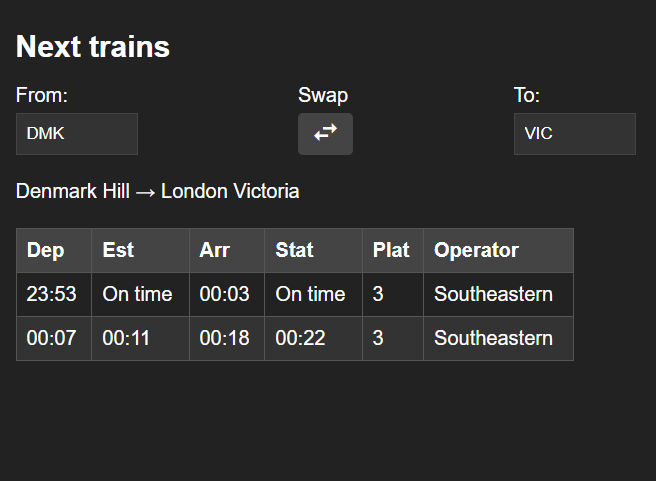 Next trains
From: Swap To:
DMK VIC
Denmark Hill → London Victoria
Dep Est Arr Stat Plat Operator
23:53 On time 00:03 On time 3 Southeastern
00:07 00:11 00:18 00:22 3 Southeastern